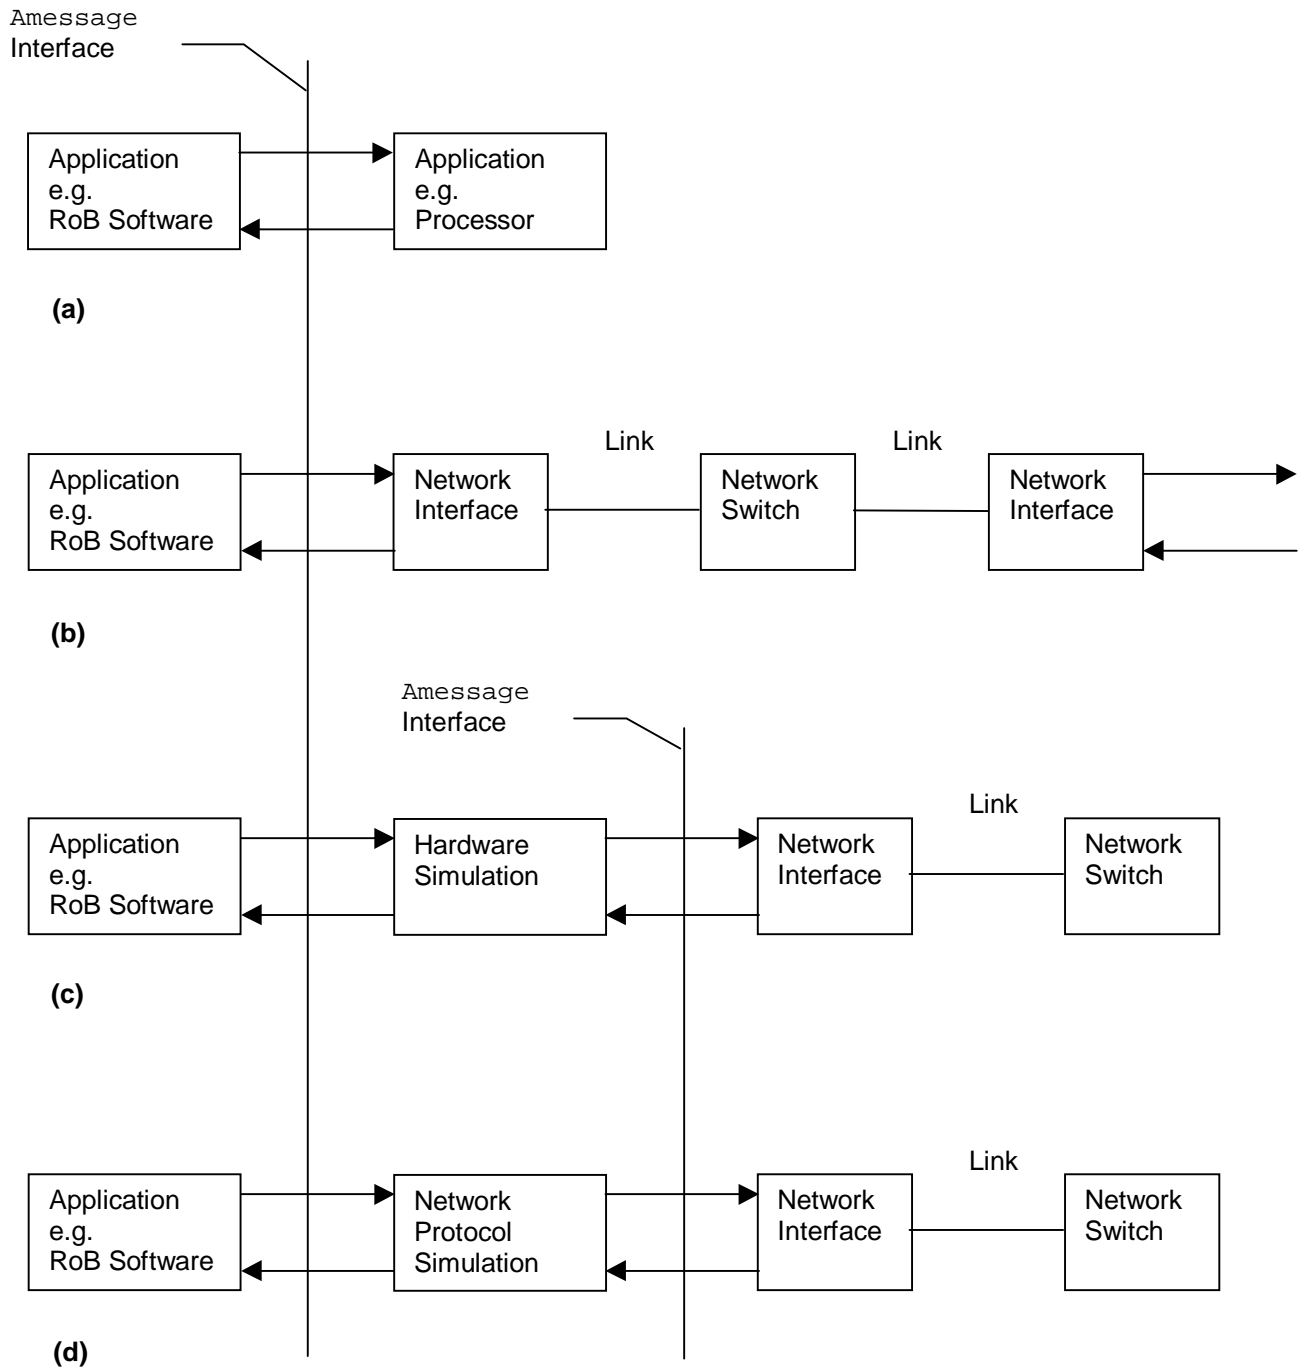 Amessage
Interface
Application
e.g.
RoB Software
Application
e.g.
Processor
(a)
Link
Link
Application
e.g.
RoB Software
Network
Interface
Network
Switch
Network
Interface
(b)
Amessage
Interface
Link
Application
e.g.
RoB Software
Hardware
Simulation
Network
Interface
Network
Switch
(c)
Link
Application
e.g.
RoB Software
Network
Protocol
Simulation
Network
Interface
Network
Switch
(d)